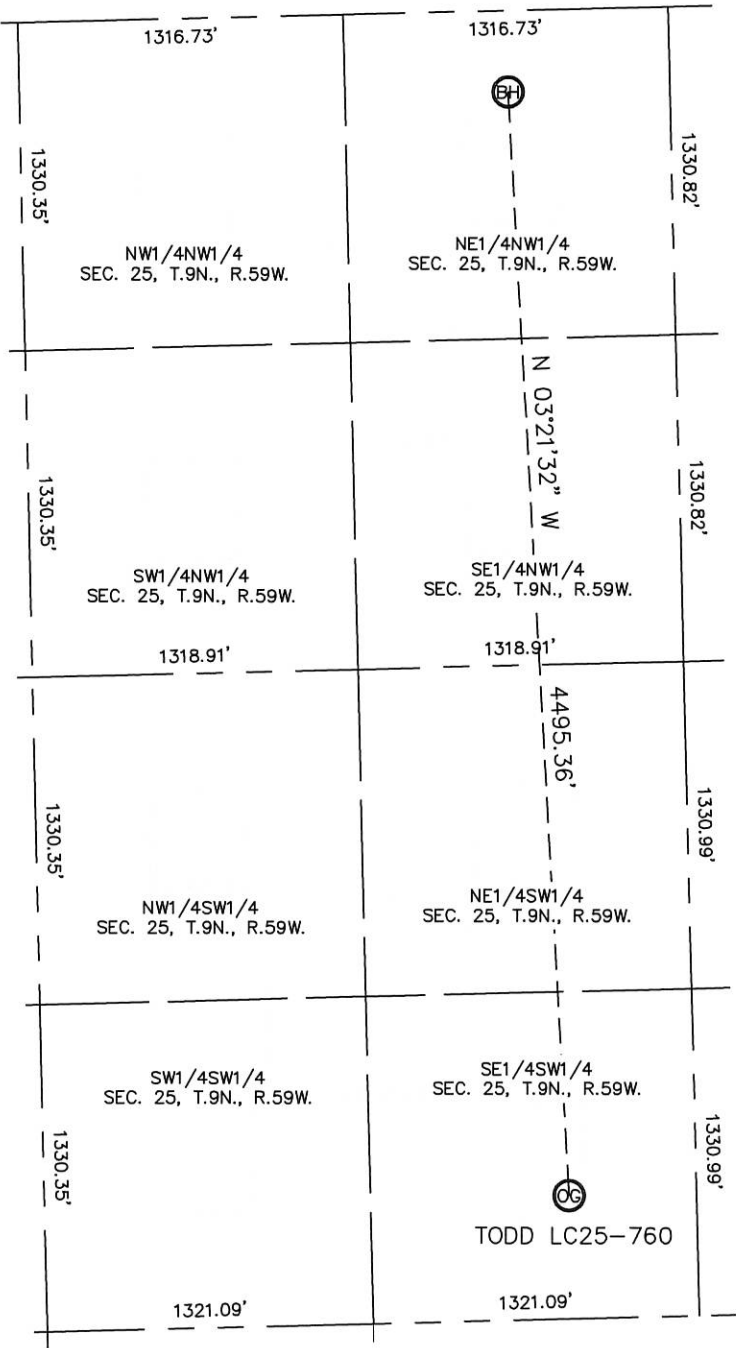 1316.73'
1316.73'
BH
1330.35'
1330.82'
NW1/4NW1/4
SEC. 25, T.9N., R.59W.
NE1/4NW1/4
SEC. 25, T.9N., R.59W.
N 03°21'32" W
1330.35'
1330.82'
SW1/4NW1/4
SEC. 25, T.9N., R.59W.
SE1/4NW1/4
SEC. 25, T.9N., R.59W.
1318.91'
1318.91'
4495.36'
1330.35'
1330.99'
NW1/4SW1/4
SEC. 25, T.9N., R.59W.
NE1/4SW1/4
SEC. 25, T.9N., R.59W.
SW1/4SW1/4
SEC. 25, T.9N., R.59W.
SE1/4SW1/4
SEC. 25, T.9N., R.59W.
1330.35'
1330.99'
OG
TODD LC25-760
1321.09'
1321.09'